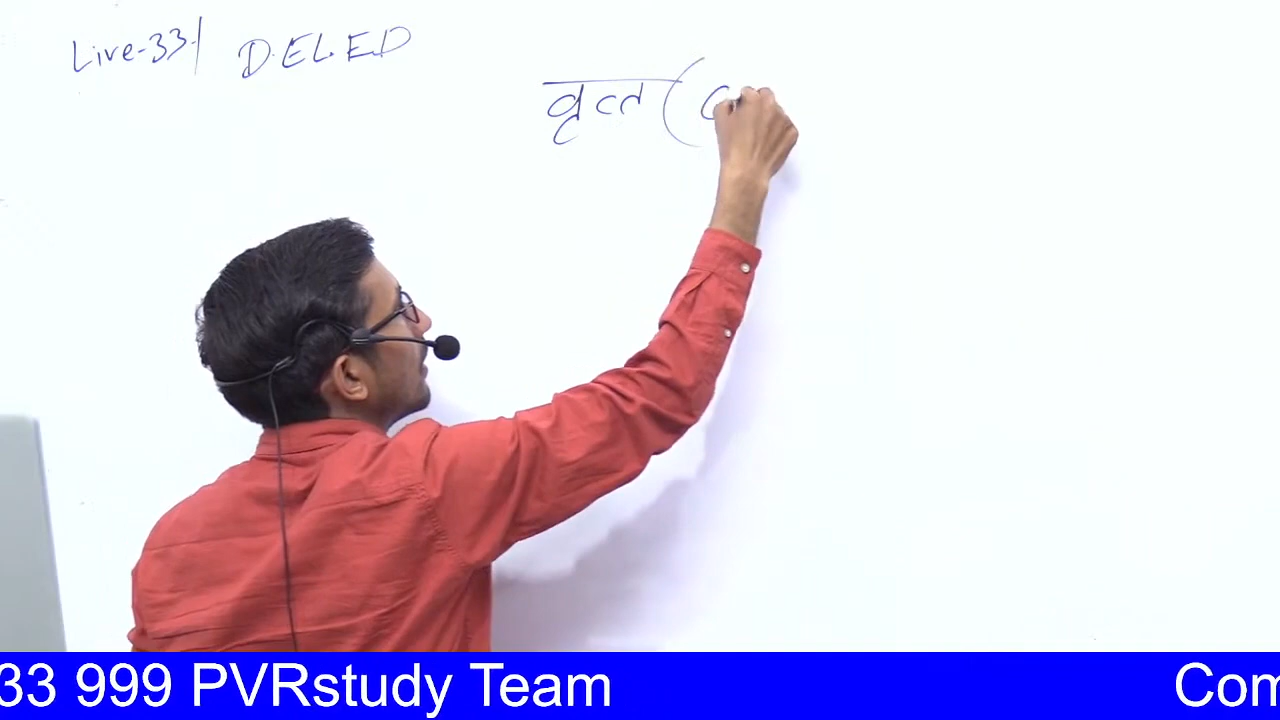 Live-33 | D.EL.ED
वृत्त (C
33 999 PVRstudy Team Com